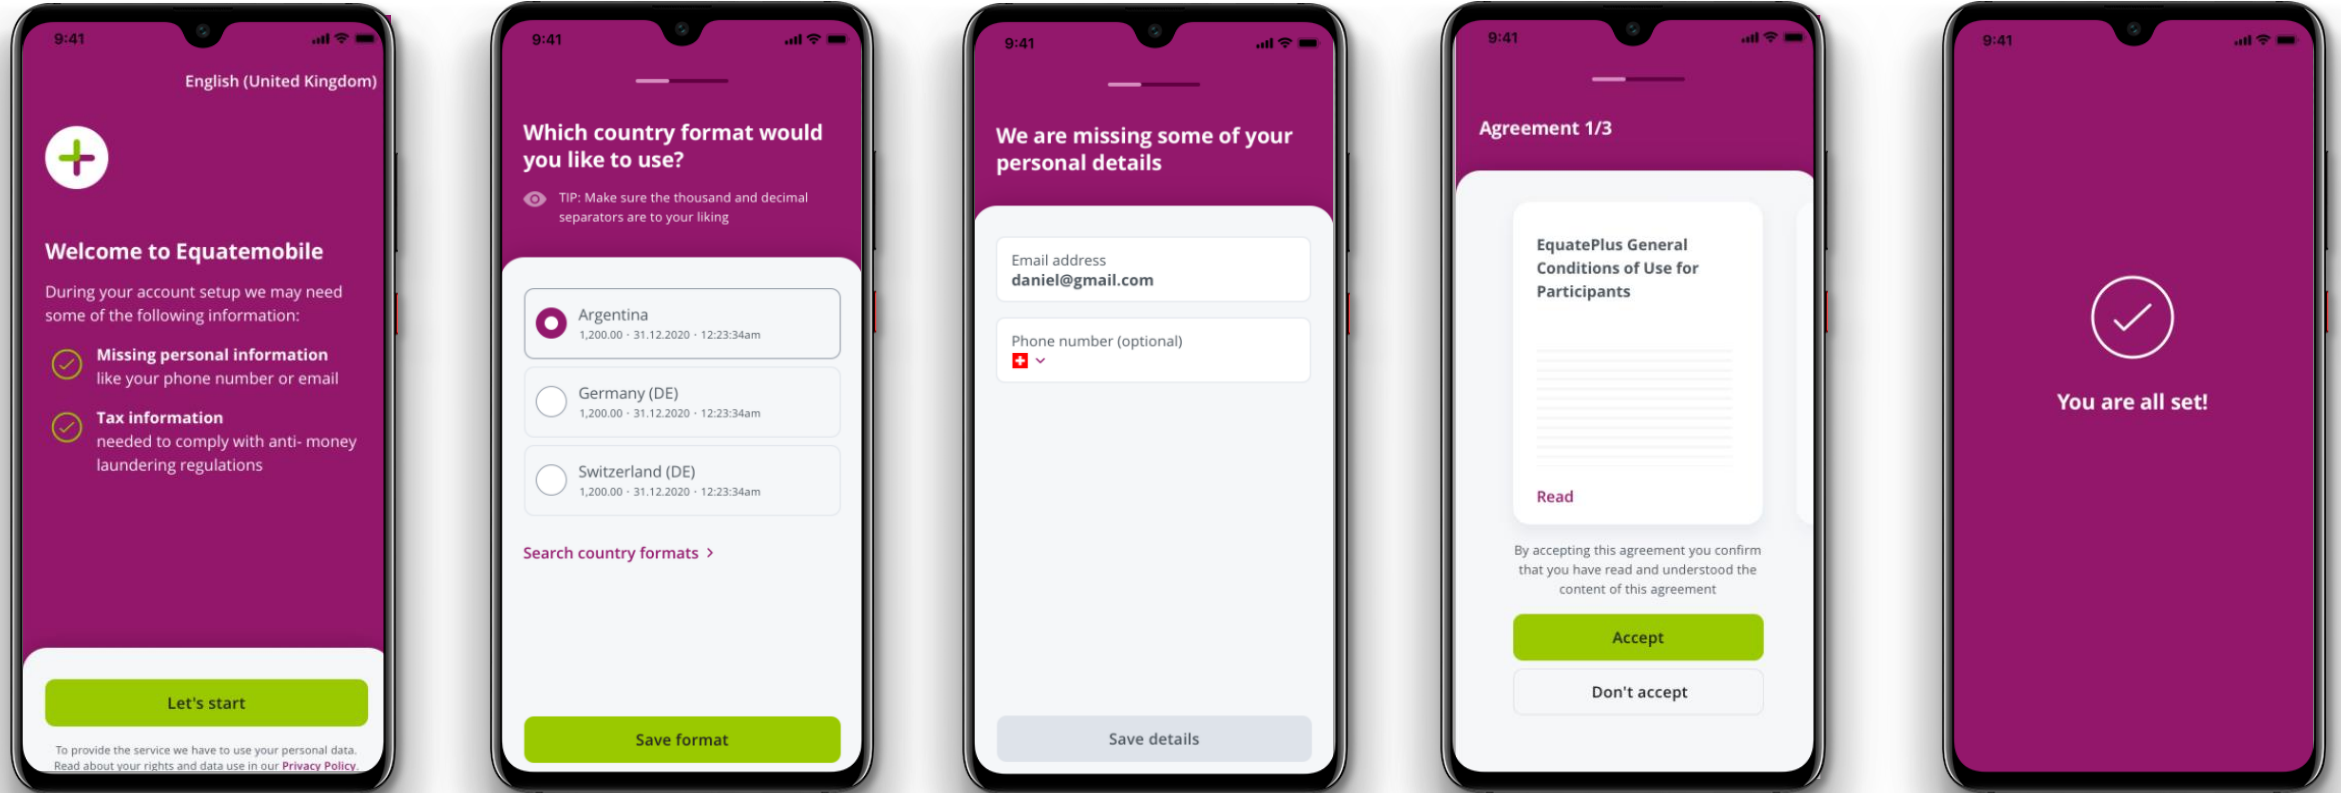 9:41
English (United Kingdom)
Welcome to Equatemobile
During your account setup we may need
some of the following information:
Missing personal information
like your phone number or email
Tax information
needed to comply with anti- money
laundering regulations
Let's start
To provide the service we have to use your personal data.
Read about your rights and data use in our Privacy Policy.
9:41
Which country format would
you like to use?
TIP: Make sure the thousand and decimal
separators are to your liking
Argentina
1,200.00 · 31.12.2020 · 12:23:34am
Germany (DE)
1,200.00 · 31.12.2020 · 12:23:34am
Switzerland (DE)
1,200.00 · 31.12.2020 · 12:23:34am
Search country formats >
Save format
9:41
We are missing some of your
personal details
Email address
daniel@gmail.com
Phone number (optional)
Save details
9:41
Agreement 1/3
EquatePlus General
Conditions of Use for
Participants
Read
By accepting this agreement you confirm
that you have read and understood the
content of this agreement
Accept
Don't accept
9:41
You are all set!